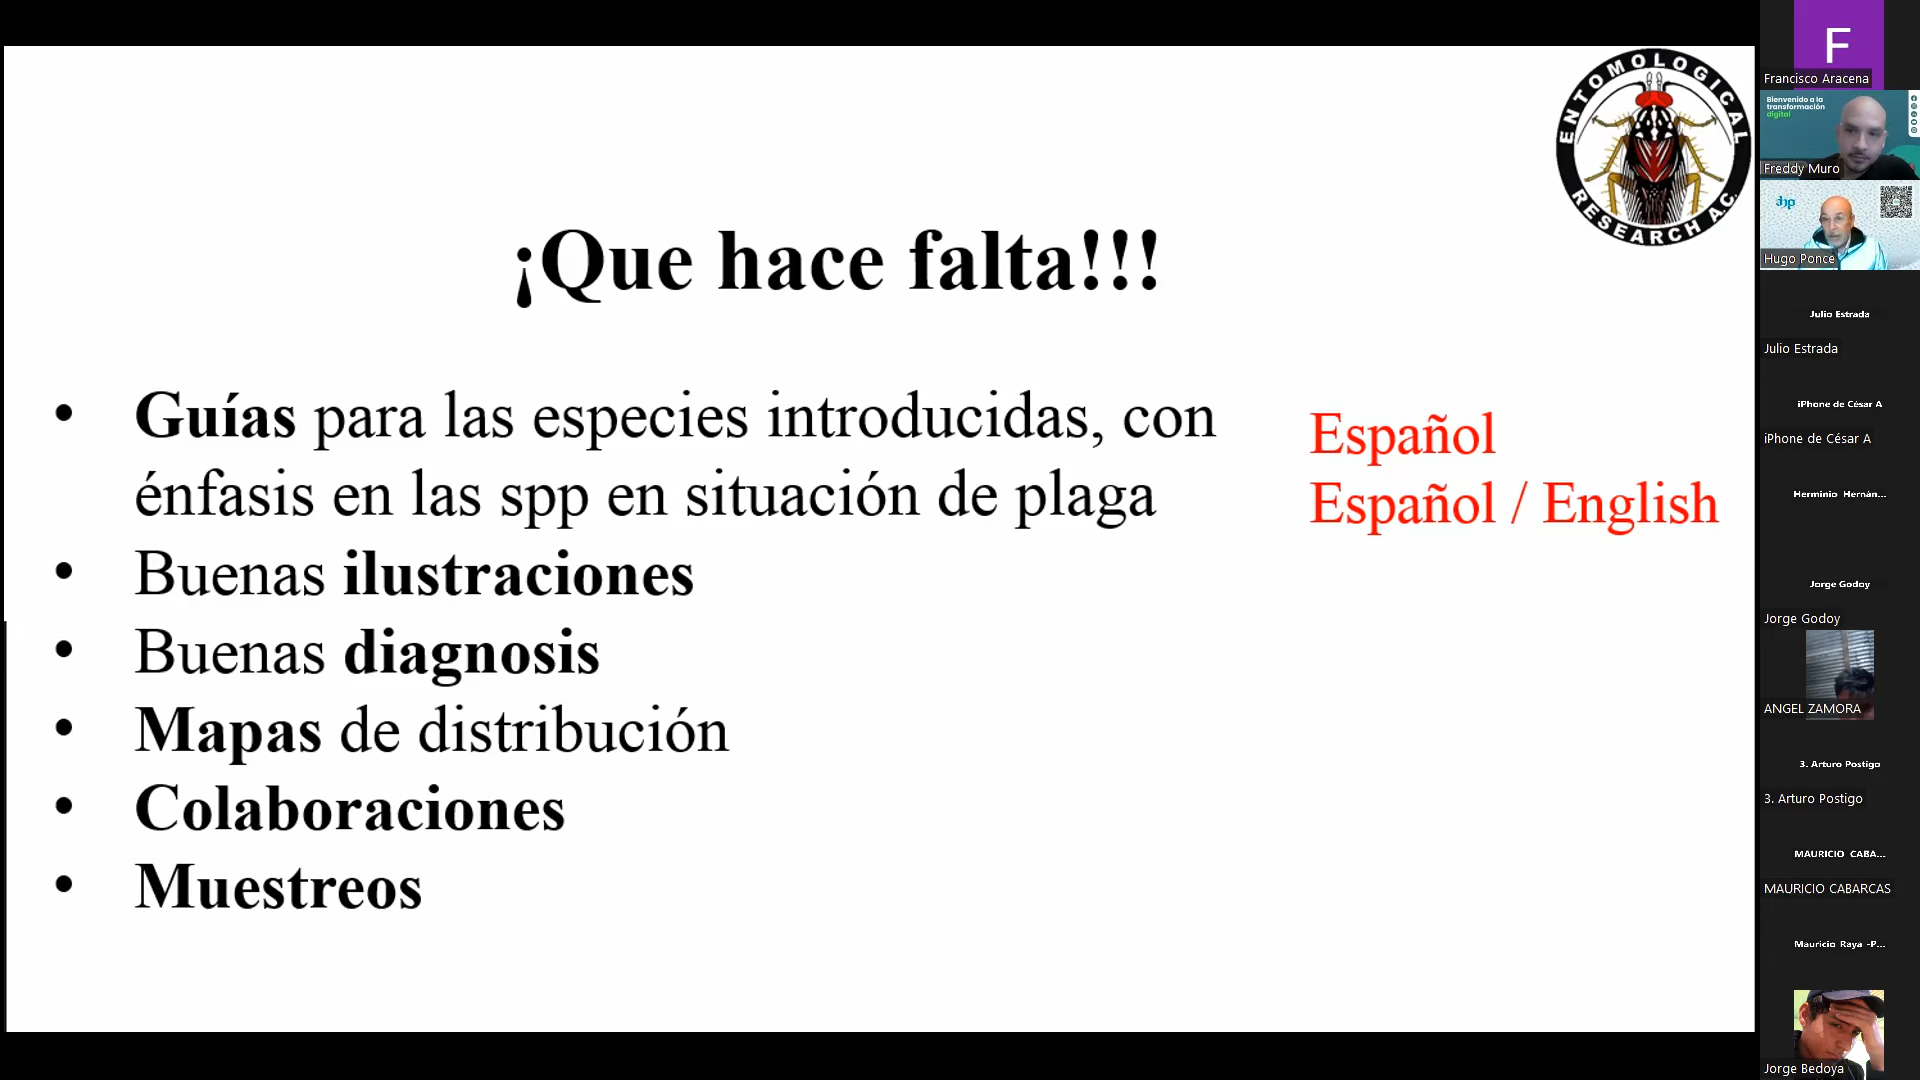 ENTOMOLOGICAL
RESEARCH A.C.
¡Que hace falta!!!
• Guías para las especies introducidas, con
énfasis en las spp en situación de plaga
• Buenas ilustraciones
• Buenas diagnosis
• Mapas de distribución
• Colaboraciones
• Muestreos
Español
Español / English
F
Francisco Aracena
Bienvenido a la
transformación
digital
Freddy Muro
Hugo Ponce
Julio Estrada
Julio Estrada
iPhone de César A
iPhone de César A
Herminio Hernán...
Jorge Godoy
Jorge Godoy
ANGEL ZAMORA
3. Arturo Postigo
3. Arturo Postigo
MAURICIO CABA...
MAURICIO CABARCAS
Mauricio Raya -P...
Jorge Bedoya